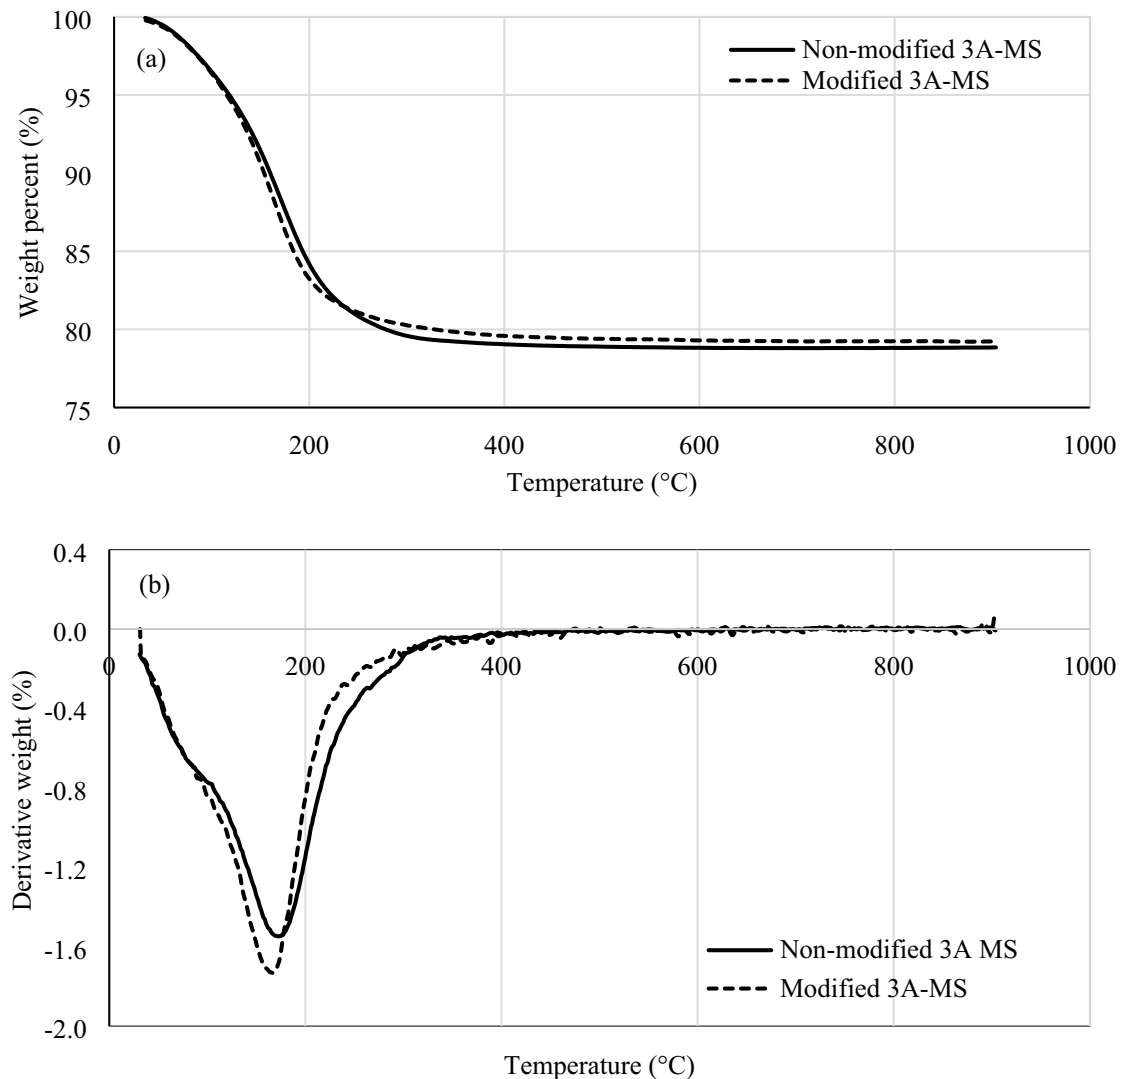 100
95
90
85
80
75
Weight percent (%)
(a)
Non-modified 3A-MS
Modified 3A-MS
0 200 400 600 800 1000
Temperature (°C)
0.4
0.0
-0.4
-0.8
-1.2
-1.6
-2.0
Derivative weight (%)
(b)
0 200 400 600 800 1000
Non-modified 3A MS
Modified 3A-MS
Temperature (°C)